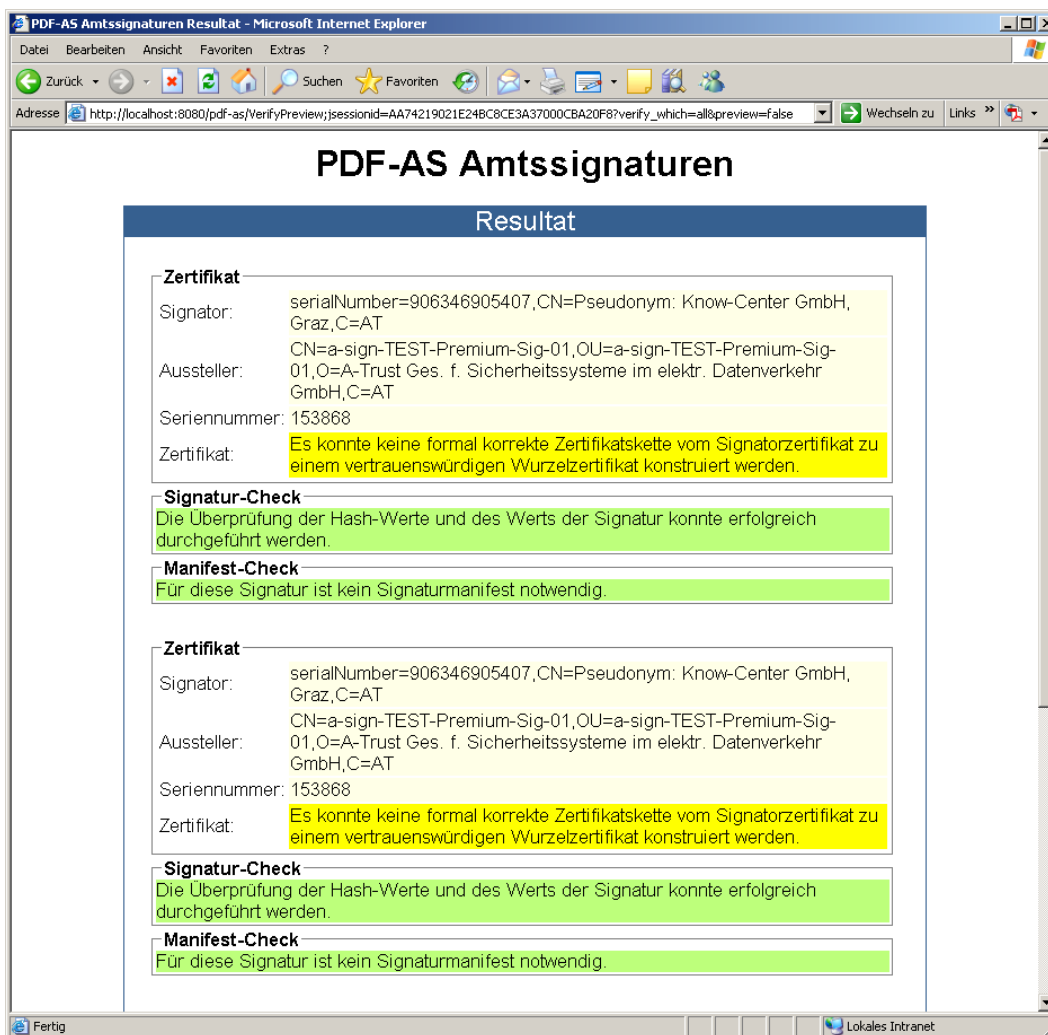 PDF-AS Amtssignaturen Resultat - Microsoft Internet Explorer
Datei Bearbeiten Ansicht Favoriten Extras ?
Zurück Suchen Favoriten
Adresse http://localhost:8080/pdf-as/VerifyPreview;jsessionid=AA74219021E24BC8CE3A37000CBA20F8?verify_which=all&preview=false Wechseln zu Links »
PDF-AS Amtssignaturen
Resultat
Zertifikat
Signator: serialNumber=906346905407,CN=Pseudonym: Know-Center GmbH,
Graz,C=AT
CN=a-sign-TEST-Premium-Sig-01,OU=a-sign-TEST-Premium-Sig-
Aussteller: 01,O=A-Trust Ges. f. Sicherheitssysteme im elektr. Datenverkehr
GmbH,C=AT
Seriennummer: 153868
Zertifikat: Es konnte keine formal korrekte Zertifikatskette vom Signatorzertifikat zu
einem vertrauenswürdigen Wurzelzertifikat konstruiert werden.
Signatur-Check
Die Überprüfung der Hash-Werte und des Werts der Signatur konnte erfolgreich
durchgeführt werden.
Manifest-Check
Für diese Signatur ist kein Signaturmanifest notwendig.
Zertifikat
Signator: serialNumber=906346905407,CN=Pseudonym: Know-Center GmbH,
Graz,C=AT
CN=a-sign-TEST-Premium-Sig-01,OU=a-sign-TEST-Premium-Sig-
Aussteller: 01,O=A-Trust Ges. f. Sicherheitssysteme im elektr. Datenverkehr
GmbH,C=AT
Seriennummer: 153868
Zertifikat: Es konnte keine formal korrekte Zertifikatskette vom Signatorzertifikat zu
einem vertrauenswürdigen Wurzelzertifikat konstruiert werden.
Signatur-Check
Die Überprüfung der Hash-Werte und des Werts der Signatur konnte erfolgreich
durchgeführt werden.
Manifest-Check
Für diese Signatur ist kein Signaturmanifest notwendig.
Fertig Lokales Intranet